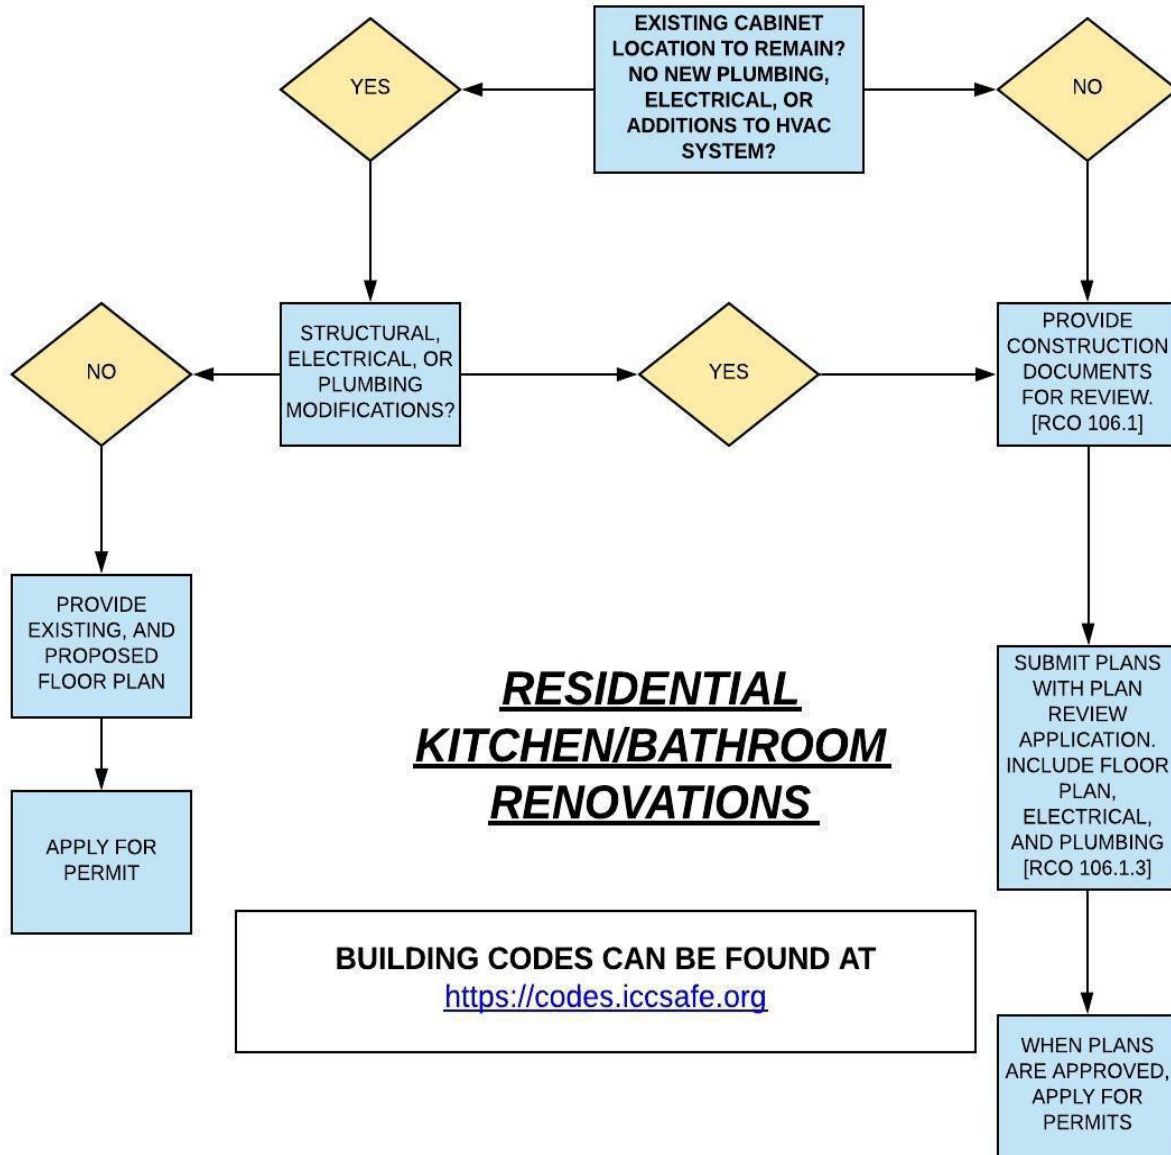 EXISTING CABINET
LOCATION TO REMAIN?
NO NEW PLUMBING,
ELECTRICAL, OR
ADDITIONS TO HVAC
SYSTEM?
YES
NO
NO
STRUCTURAL,
ELECTRICAL, OR
PLUMBING
MODIFICATIONS?
YES
PROVIDE
CONSTRUCTION
DOCUMENTS
FOR REVIEW.
[RCO 106.1]
PROVIDE
EXISTING, AND
PROPOSED
FLOOR PLAN
APPLY FOR
PERMIT
RESIDENTIAL
KITCHEN/BATHROOM
RENOVATIONS
SUBMIT PLANS
WITH PLAN
REVIEW
APPLICATION.
INCLUDE FLOOR
PLAN,
ELECTRICAL,
AND PLUMBING
[RCO 106.1.3]
BUILDING CODES CAN BE FOUND AT
https://codes.iccsafe.org
WHEN PLANS
ARE APPROVED,
APPLY FOR
PERMITS